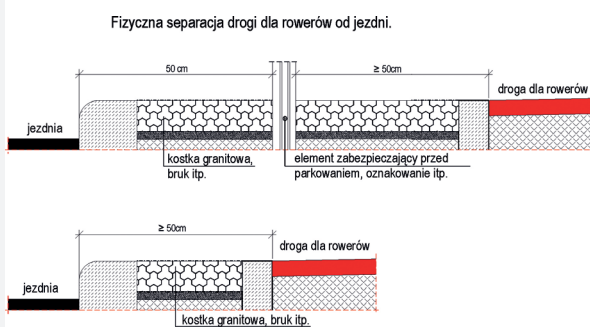 Fizyczna separacja drogi dla rowerów od jezdni.
50 cm
≥ 50cm
droga dla rowerów
jezdnia
kostka granitowa,
bruk itp.
element zabezpieczający przed
parkowaniem, oznakowanie itp.
≥ 50cm
droga dla rowerów
jezdnia
kostka granitowa, bruk itp.